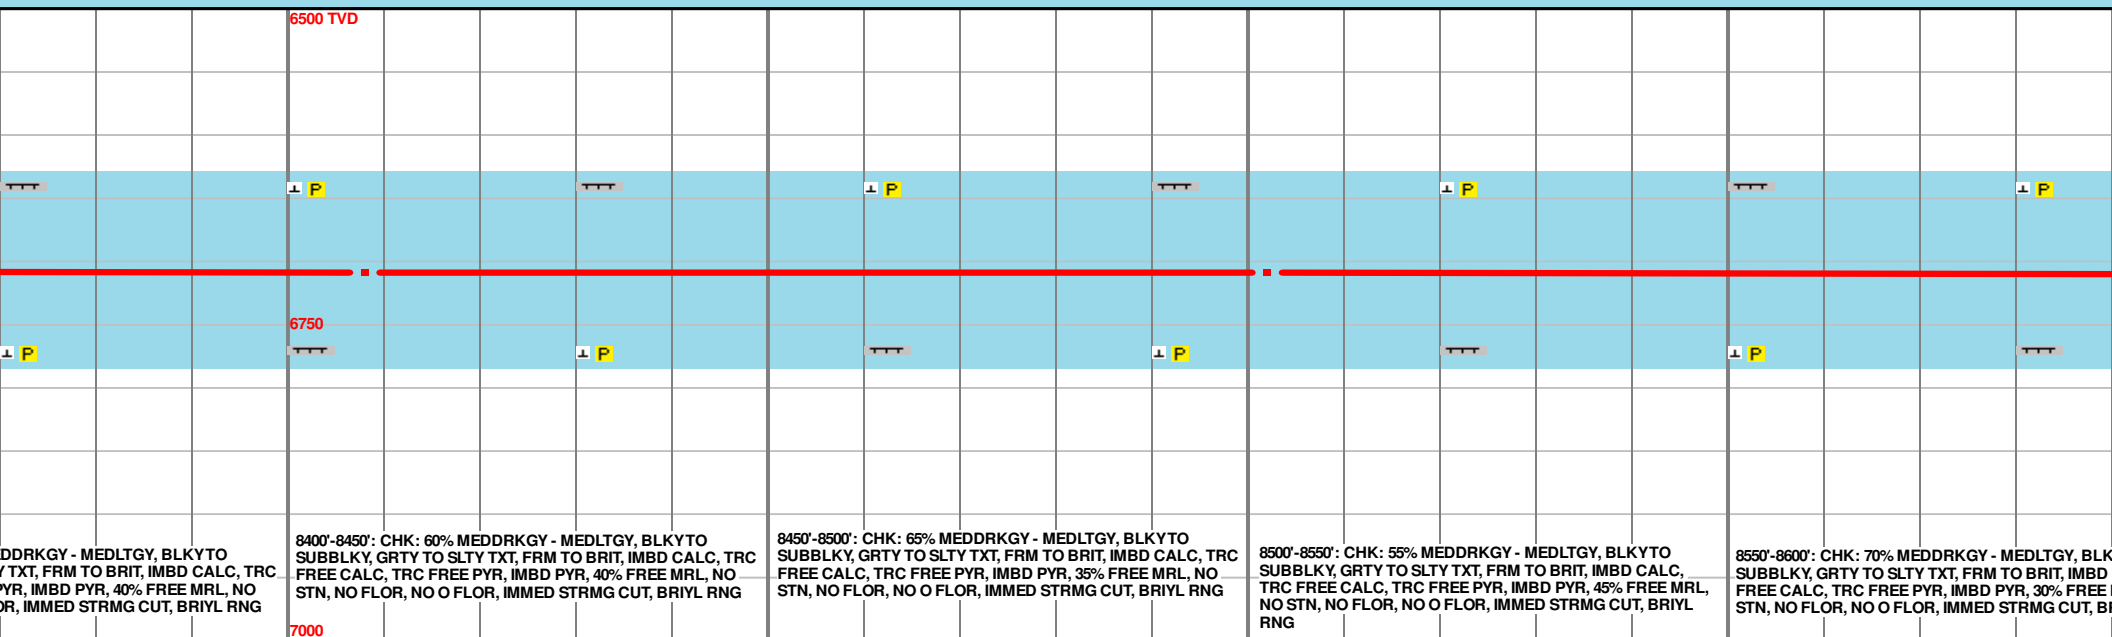 6500 TVD
P
P
P
P
6750
P
P
P
P
EDDRKGY - MEDLTGY, BLKY TO
Y TXT, FRM TO BRIT, IMBD CALC, TRC
PYR, IMBD PYR, 40% FREE MRL, NO
OR, IMMED STRMG CUT, BRIYL RNG
8400'-8450': CHK: 60% MEDDRKGY - MEDLTGY, BLKY TO
SUBBLKY, GRTY TO SLTY TXT, FRM TO BRIT, IMBD CALC, TRC
FREE CALC, TRC FREE PYR, IMBD PYR, 40% FREE MRL, NO
STN, NO FLOR, NO O FLOR, IMMED STRMG CUT, BRIYL RNG
8450'-8500': CHK: 65% MEDDRKGY - MEDLTGY, BLKY TO
SUBBLKY, GRTY TO SLTY TXT, FRM TO BRIT, IMBD CALC, TRC
FREE CALC, TRC FREE PYR, IMBD PYR, 35% FREE MRL, NO
STN, NO FLOR, NO O FLOR, IMMED STRMG CUT, BRIYL RNG
8500'-8550': CHK: 55% MEDDRKGY - MEDLTGY, BLKY TO
SUBBLKY, GRTY TO SLTY TXT, FRM TO BRIT, IMBD CALC,
TRC FREE CALC, TRC FREE PYR, IMBD PYR, 45% FREE MRL,
NO STN, NO FLOR, NO O FLOR, IMMED STRMG CUT, BRIYL
RNG
8550'-8600': CHK: 70% MEDDRKGY - MEDLTGY, BLK
SUBBLKY, GRTY TO SLTY TXT, FRM TO BRIT, IMBD
FREE CALC, TRC FREE PYR, IMBD PYR, 30% FREE
STN, NO FLOR, NO O FLOR, IMMED STRMG CUT, B
7000